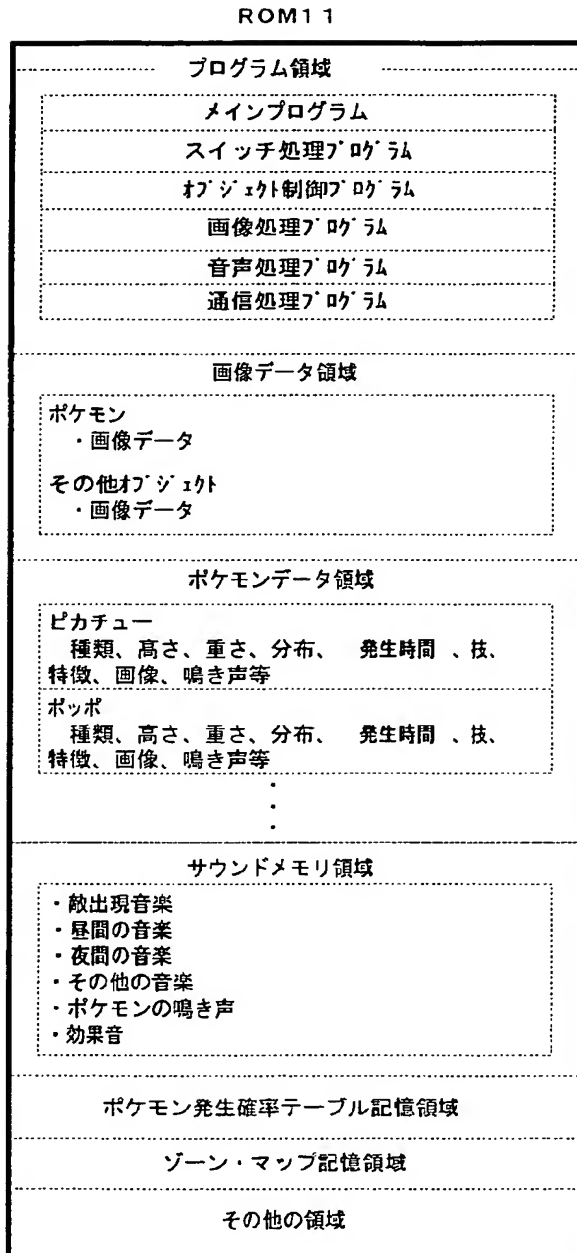 ROM11
プログラム領域
メインプログラム
スイッチ処理ﾌﾟﾛｸﾞﾗﾑ
ｵﾌﾞｼﾞｪｸﾄ制御ﾌﾟﾛｸﾞﾗﾑ
画像処理ﾌﾟﾛｸﾞﾗﾑ
音声処理ﾌﾟﾛｸﾞﾗﾑ
通信処理ﾌﾟﾛｸﾞﾗﾑ
画像データ領域
ポケモン
・画像データ
その他ｵﾌﾞｼﾞｪｸﾄ
・画像データ
ポケモンデータ領域
ピカチュー
種類、高さ、重さ、分布、 発生時間 、技、
特徴、画像、鳴き声等
ポッポ
種類、高さ、重さ、分布、 発生時間 、技、
特徴、画像、鳴き声等
・
・
・
サウンドメモリ領域
・敵出現音楽
・昼間の音楽
・夜間の音楽
・その他の音楽
・ポケモンの鳴き声
・効果音
ポケモン発生確率テーブル記憶領域
ゾーン・マップ記憶領域
その他の領域